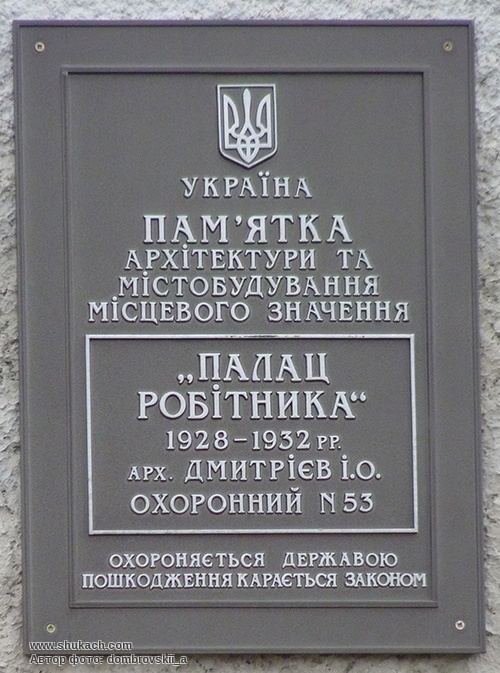 УКРАЇНА
ПАМ'ЯТКА
АРХІТЕКТУРИ ТА
МІСТОБУДУВАННЯ
МІСЦЕВОГО ЗНАЧЕННЯ
„ПАЛАЦ
РОБІТНИКА“
1928-1932 РР.
АРХ. ДМИТРІЄВ І.О.
ОХОРОННИЙ N 53
ОХОРОНЯЄТЬСЯ ДЕРЖАВОЮ
ПОШКОДЖЕННЯ КАРАЄТЬСЯ ЗАКОНОМ
www.shukach.com
Автор фото: dombrovskii_a